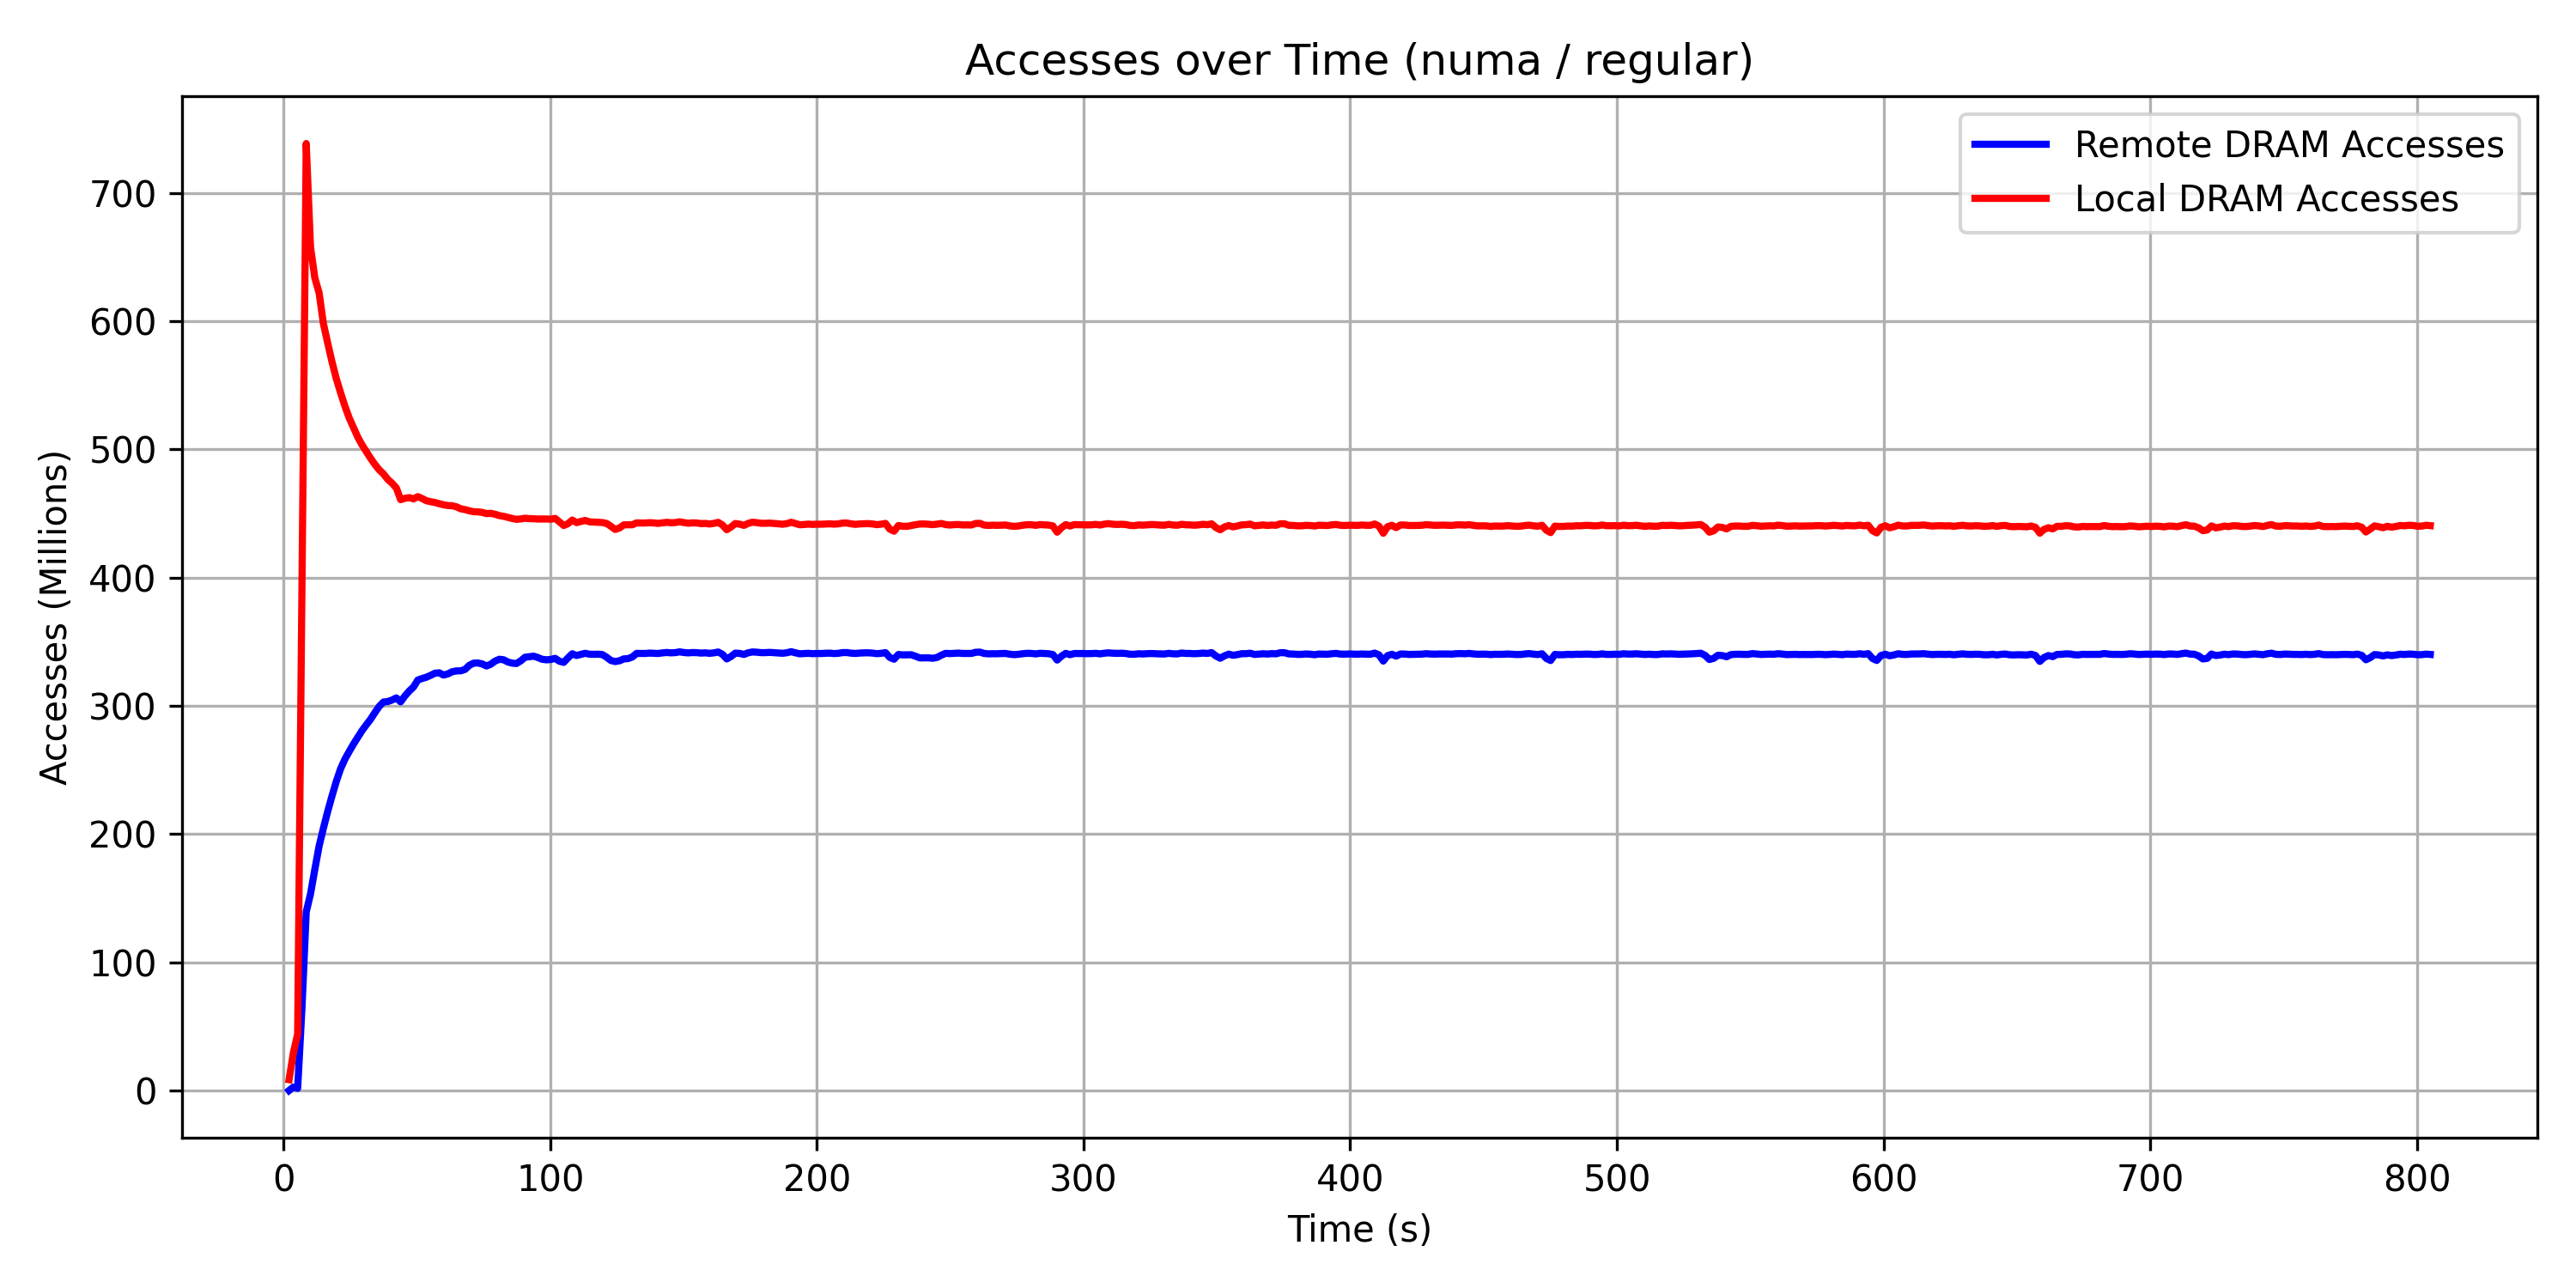 Accesses over Time (numa / regular)
Remote DRAM Accesses
Local DRAM Accesses
Accesses (Millions)
700
600
500
400
300
200
100
0
0 100 200 300 400 500 600 700 800
Time (s)